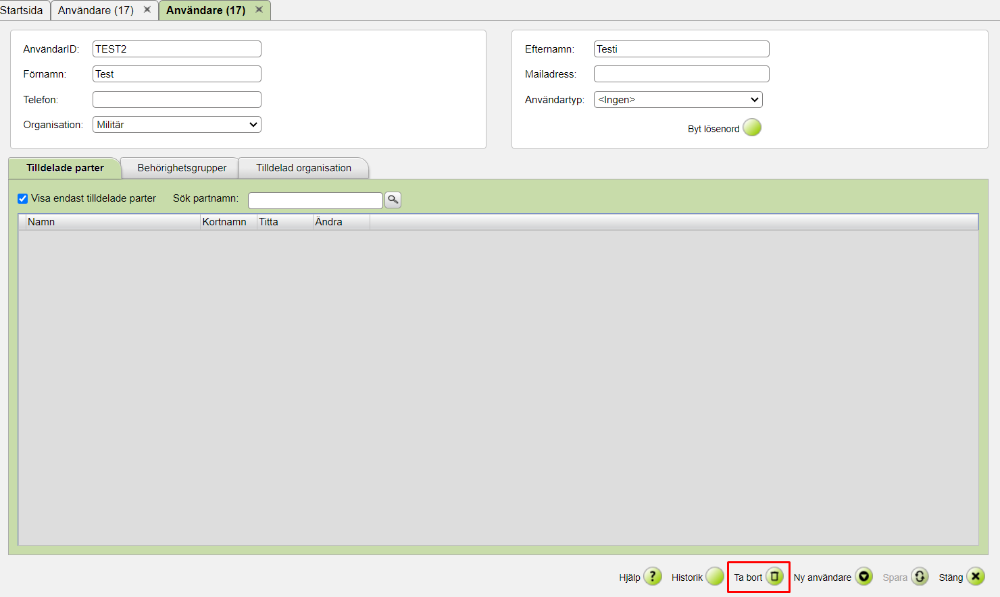 Startsida Användare (17) Användare (17)
AnvändarID: TEST2
Förnamn: Test
Telefon:
Organisation: Militär
Efternamn: Testi
Mailadress:
Användartyp: <Ingen>
Byt lösenord
Tilldelade parter Behörighetsgrupper Tilldelad organisation
Visa endast tilldelade parter Sök partnamn:
Namn Kortnamn Titta Ändra
Hjälp ? Historik Ta bort Ny användare Spara Stäng